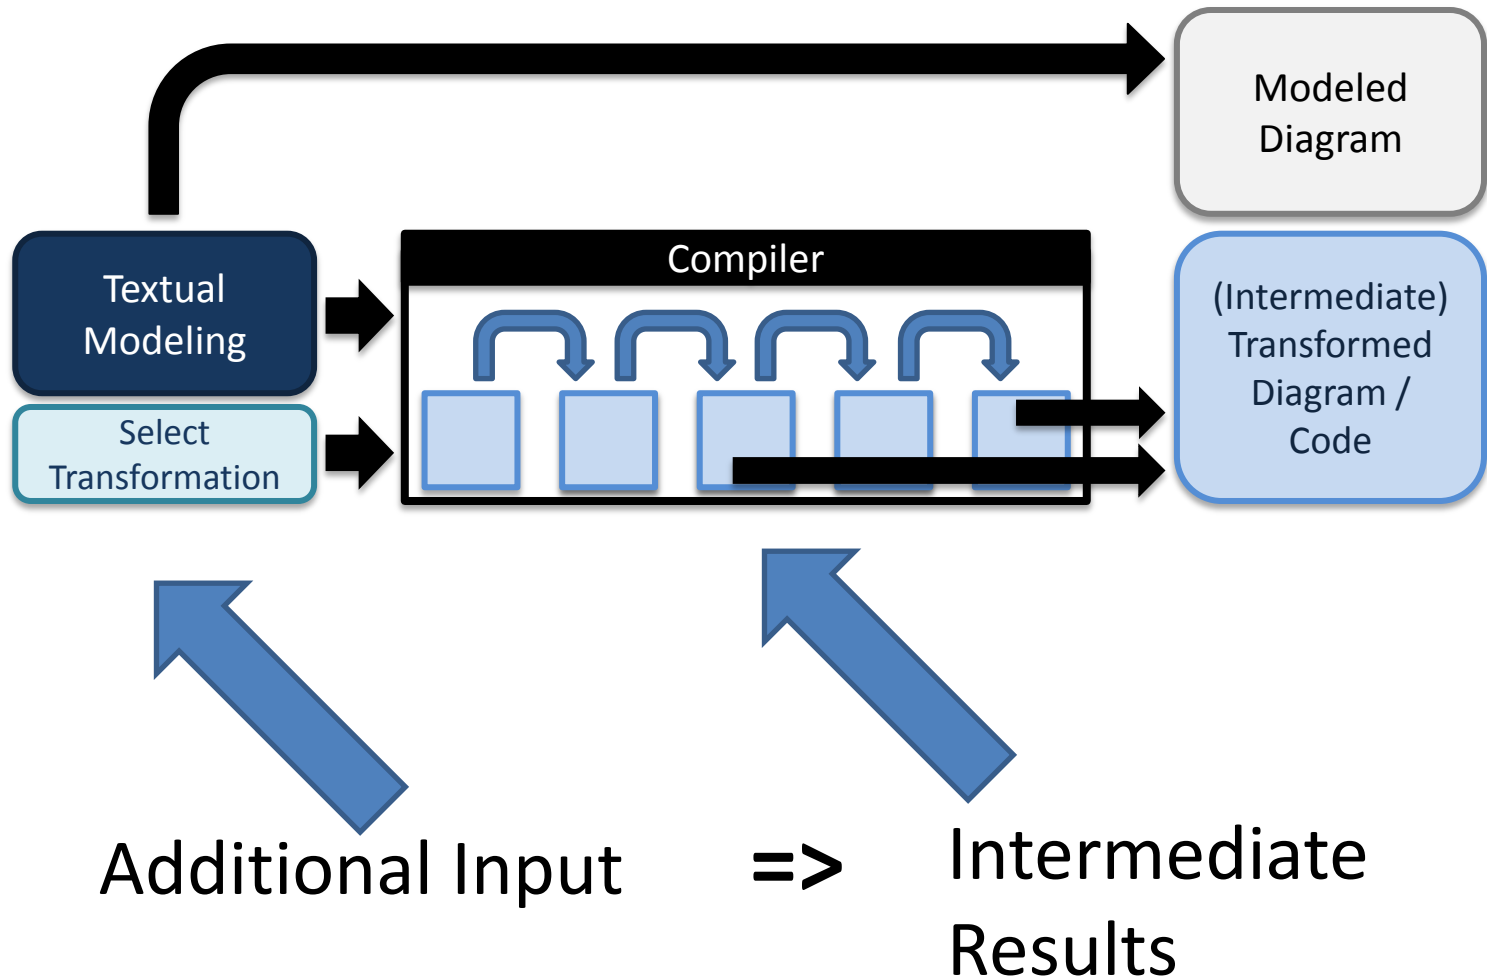 Modeled
Diagram
Compiler
Textual
Modeling
(Intermediate)
Transformed
Diagram /
Code
Select
Transformation
Additional Input
=>
Intermediate
Results